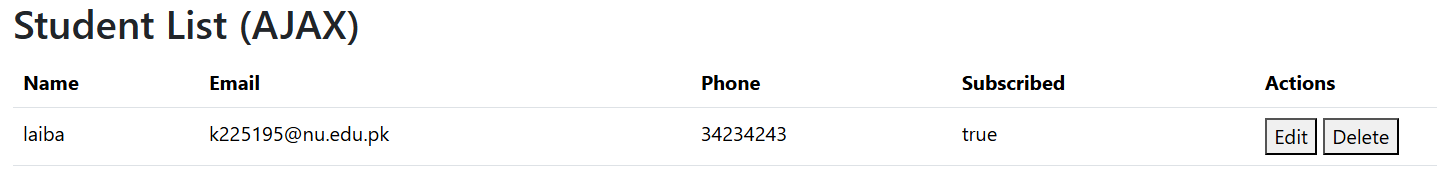 Student List (AJAX)
Name Email Phone Subscribed Actions
laiba k225195@nu.edu.pk 34234243 true Edit Delete